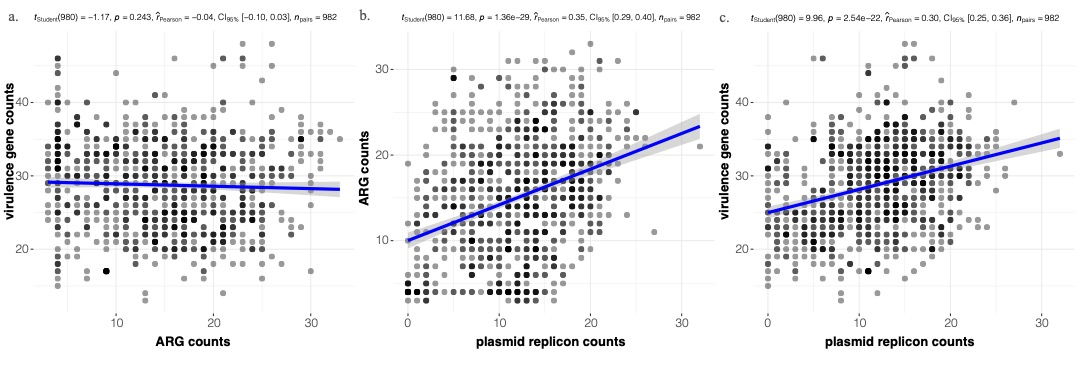 a. t_Student(980) = −1.17, p = 0.243, r̂_Pearson = −0.04, CI_95% [−0.10, 0.03], n_pairs = 982
virulence gene counts
40
30
20
10
20
30
ARG counts
b. t_Student(980) = 11.68, p = 1.36e−29, r̂_Pearson = 0.35, CI_95% [0.29, 0.40], n_pairs = 982
ARG counts
30
20
10
0
10
20
30
plasmid replicon counts
c. t_Student(980) = 9.96, p = 2.54e−22, r̂_Pearson = 0.30, CI_95% [0.25, 0.36], n_pairs = 982
virulence gene counts
40
30
20
0
10
20
30
plasmid replicon counts